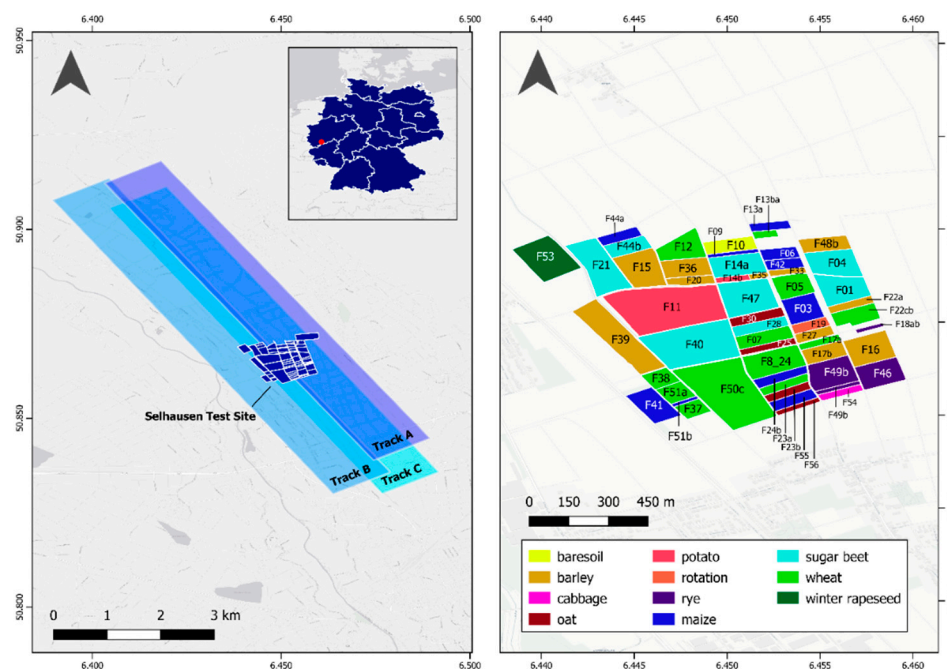 6.400 6.450 6.500
50.950
50.900
50.850
50.800
Selhausen Test Site
Track A
Track B
Track C
0 1 2 3 km
6.400 6.450 6.500
6.440 6.445 6.450 6.455 6.460
F13ba
F13a
F44a
F09
F53
F21
F44b
F15
F12
F10
F36
F20
F14a
F14b
F35
F06
F42
F33
F48b
F04
F01
F05
F22a
F22cb
F18ab
F11
F47
F03
F30
F28
F19
F27
F39
F40
F07
F25
F17a
F17b
F16
F8_24
F38
F51a
F37
F41
F51b
F50c
F49b
F46
F54
F49b
F24b
F23a
F23b
F55
F56
0 150 300 450 m
baresoil
barley
cabbage
oat
potato
rotation
rye
maize
sugar beet
wheat
winter rapeseed
6.440 6.445 6.450 6.455 6.460